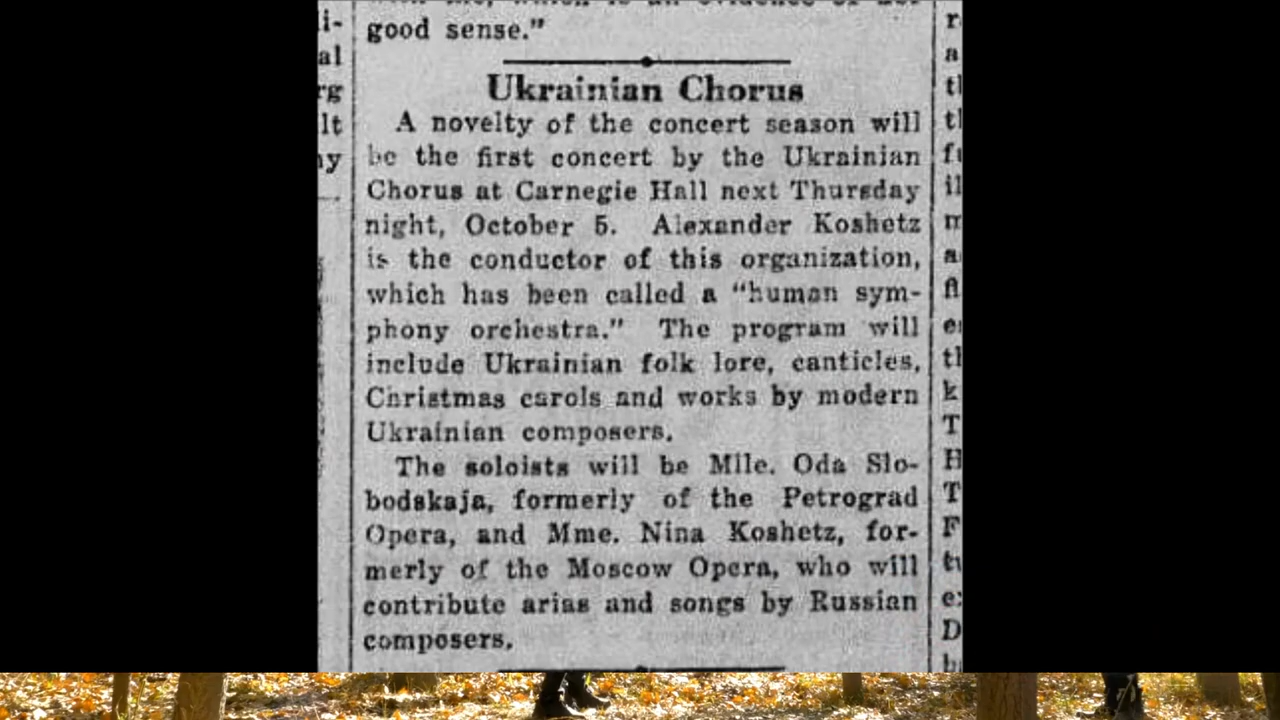 good sense."
Ukrainian Chorus
A novelty of the concert season will
be the first concert by the Ukrainian
Chorus at Carnegie Hall next Thursday
night, October 5. Alexander Koshetz
is the conductor of this organization,
which has been called a "human sym-
phony orchestra." The program will
include Ukrainian folk lore, canticles,
Christmas carols and works by modern
Ukrainian composers.
The soloists will be Mlle. Oda Slo-
bodskaja, formerly of the Petrograd
Opera, and Mme. Nina Koshetz, for-
merly of the Moscow Opera, who will
contribute arias and songs by Russian
composers.